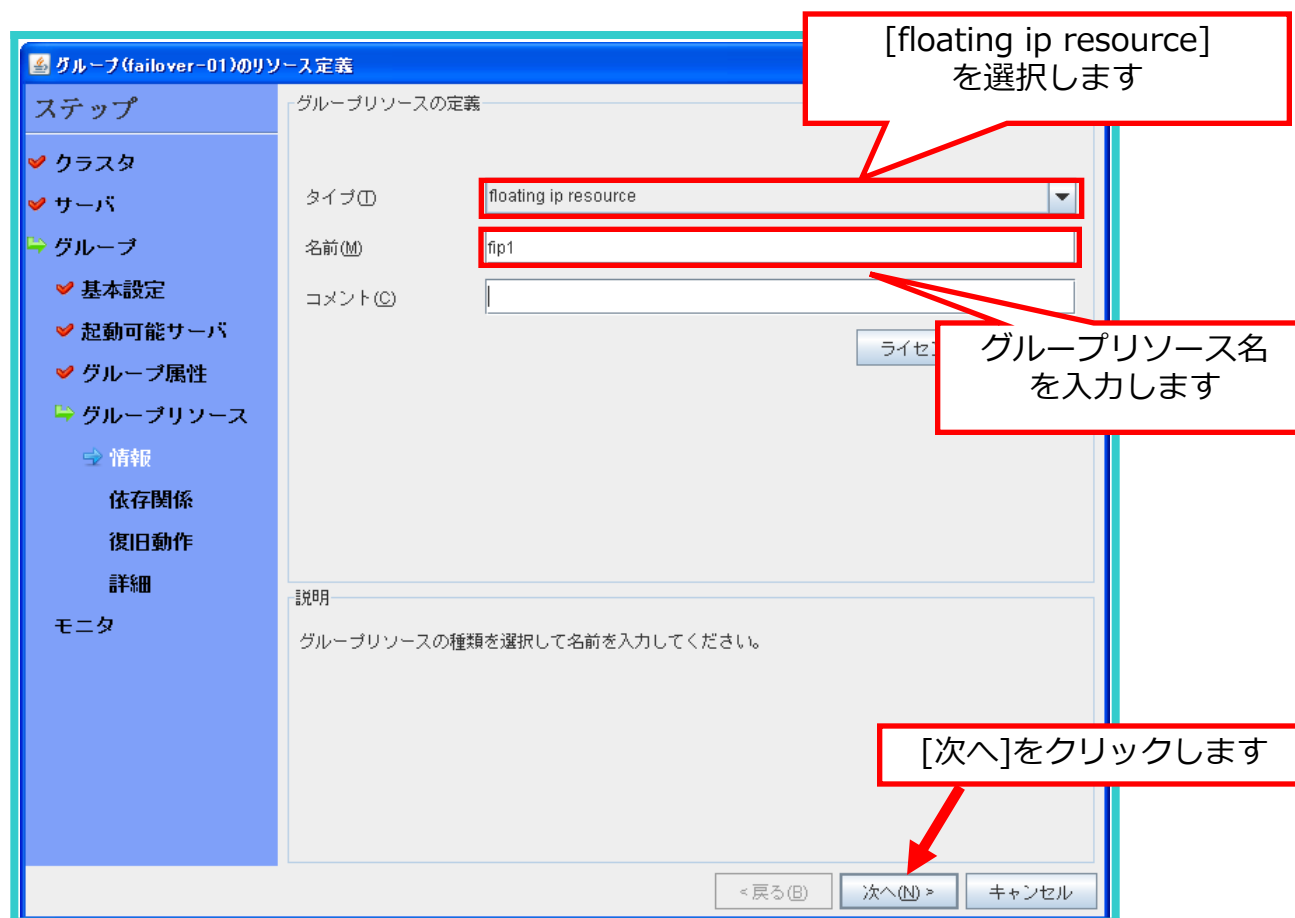 [floating ip resource]
を選択します
グループ(failover-01)のリソース定義
ステップ
クラスタ
サーバ
グループ
基本設定
起動可能サーバ
グループ属性
グループリソース
情報
依存関係
復旧動作
詳細
モニタ
グループリソースの定義
タイプ(T)
floating ip resource
名前(M)
fip1
コメント(C)
ライセ
グループリソース名
を入力します
説明
グループリソースの種類を選択して名前を入力してください。
[次へ]をクリックします
<戻る(B)
次へ(N) >
キャンセル